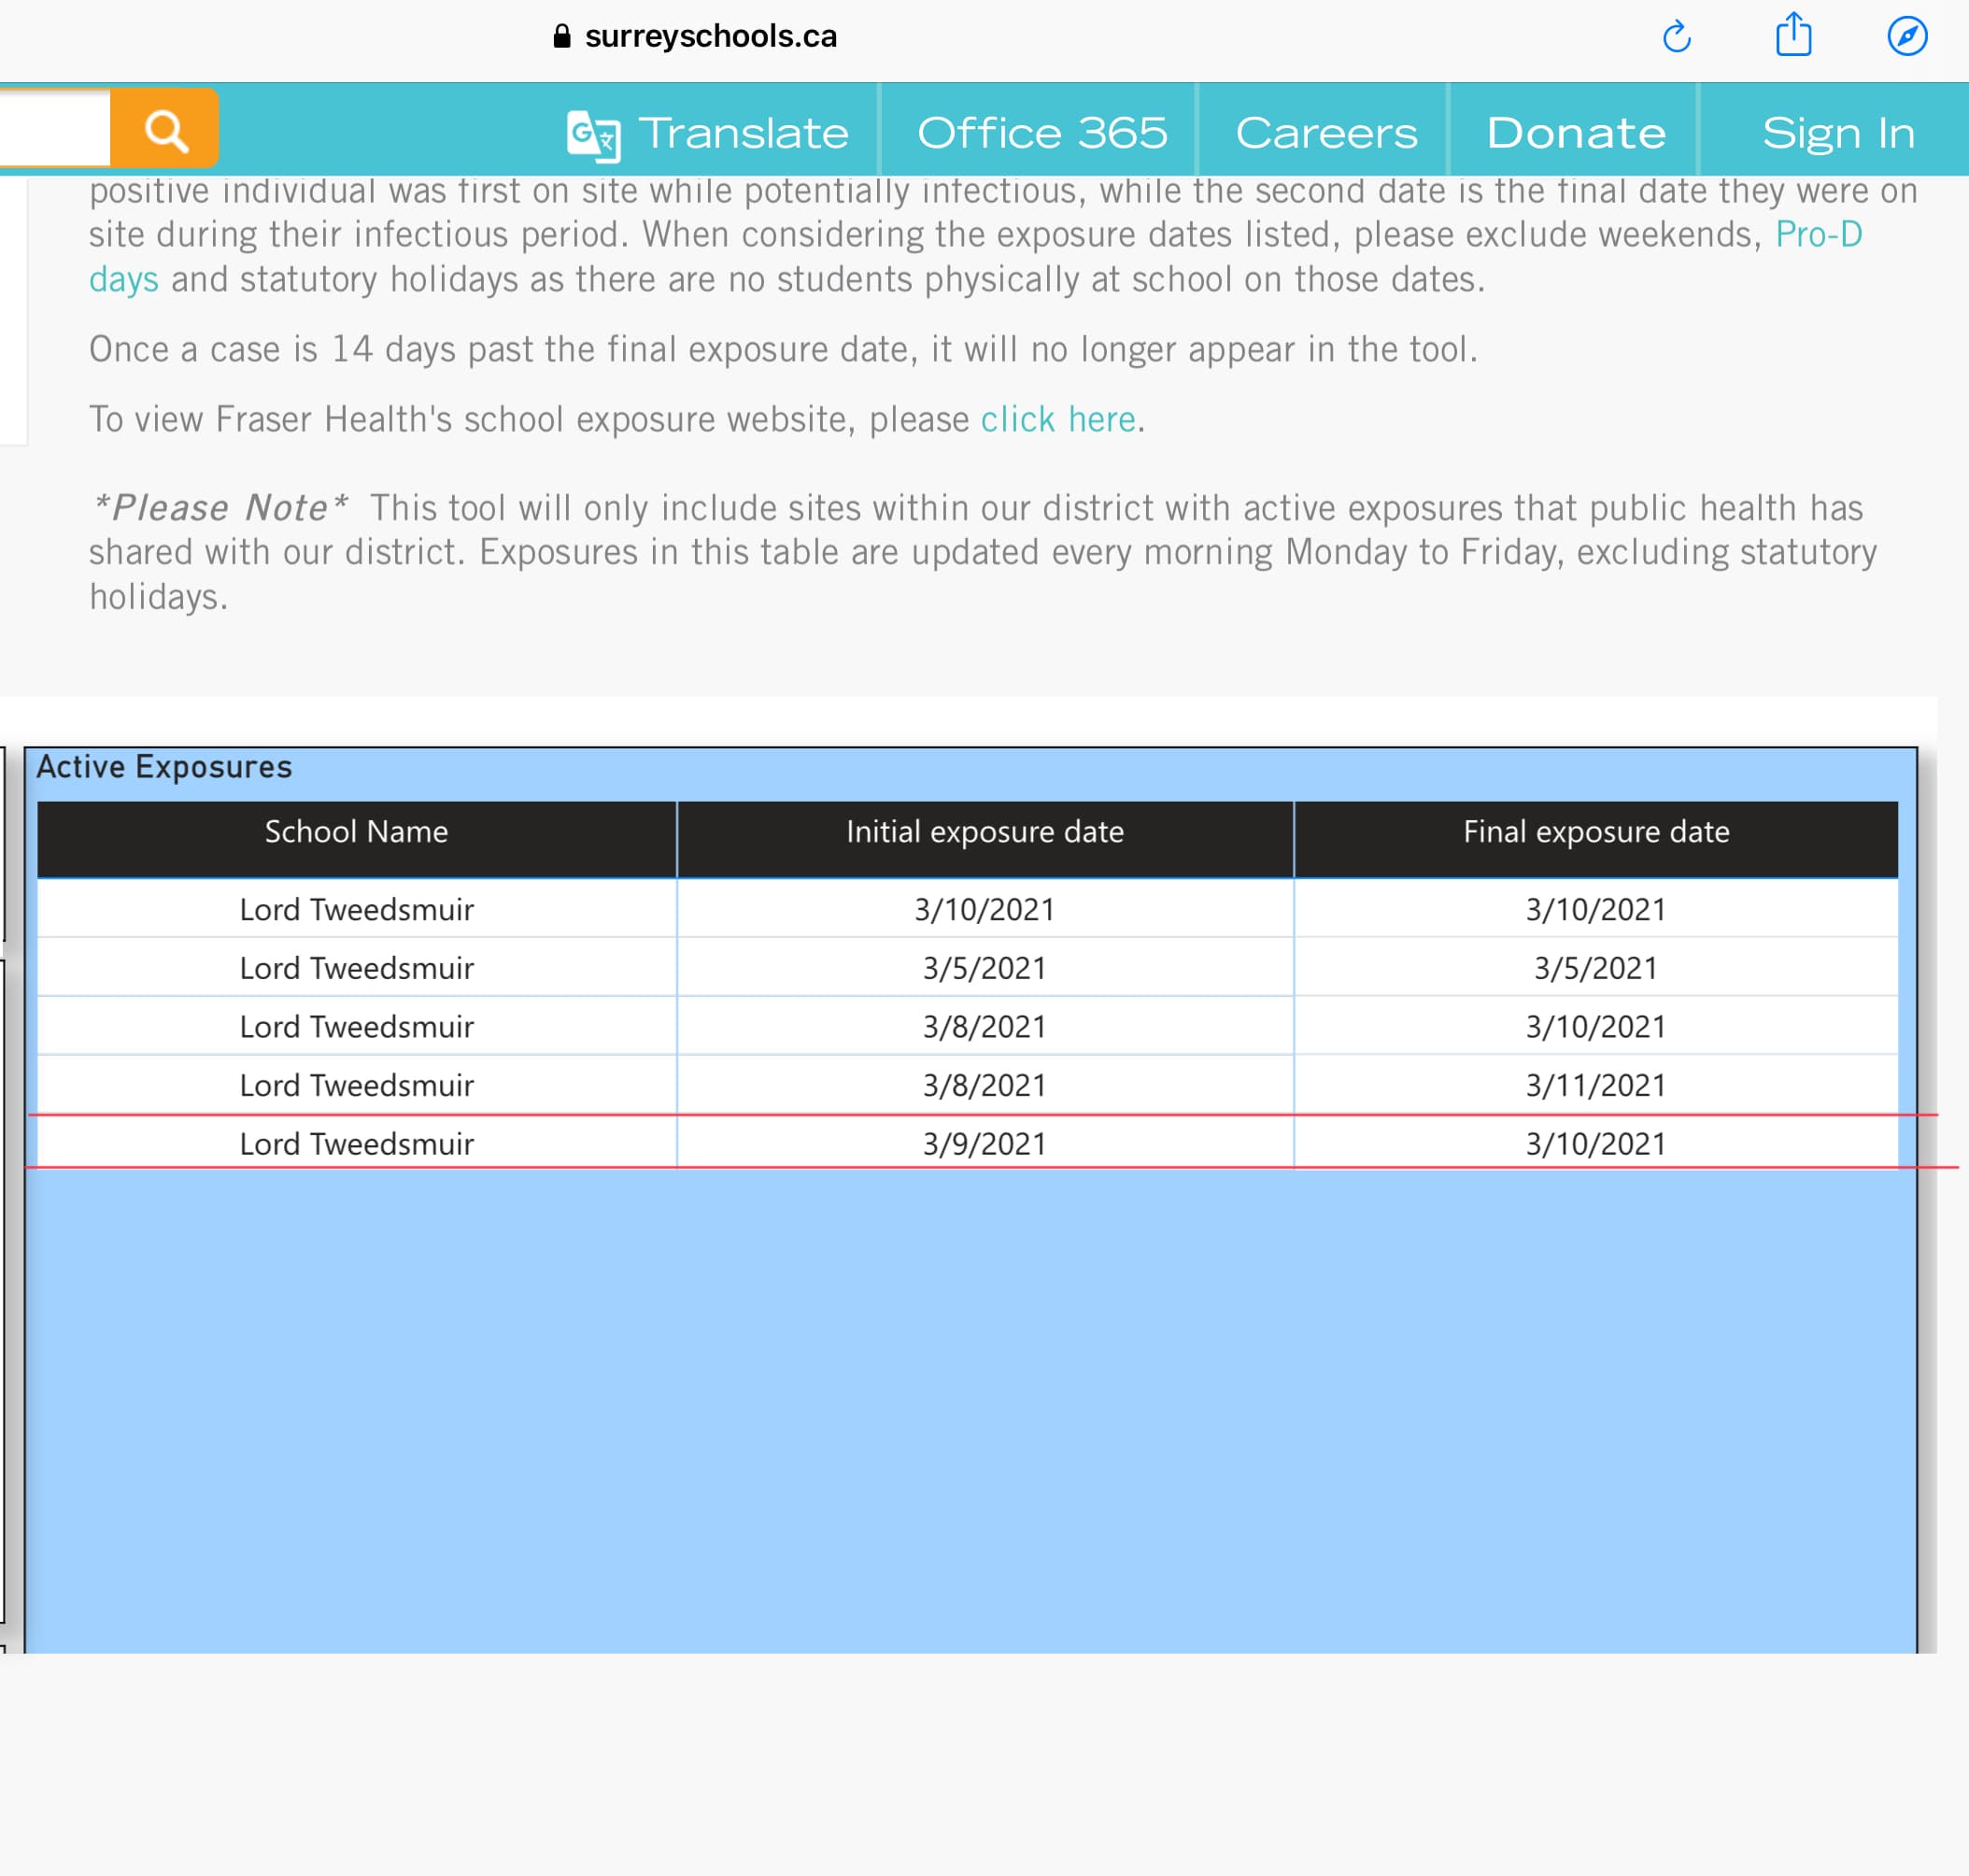 surreyschools.ca
Translate Office 365 Careers Donate Sign In
positive individual was first on site while potentially infectious, while the second date is the final date they were on
site during their infectious period. When considering the exposure dates listed, please exclude weekends, Pro-D
days and statutory holidays as there are no students physically at school on those dates.
Once a case is 14 days past the final exposure date, it will no longer appear in the tool.
To view Fraser Health's school exposure website, please click here.
*Please Note* This tool will only include sites within our district with active exposures that public health has
shared with our district. Exposures in this table are updated every morning Monday to Friday, excluding statutory
holidays.
Active Exposures
School Name Initial exposure date Final exposure date
Lord Tweedsmuir 3/10/2021 3/10/2021
Lord Tweedsmuir 3/5/2021 3/5/2021
Lord Tweedsmuir 3/8/2021 3/10/2021
Lord Tweedsmuir 3/8/2021 3/11/2021
Lord Tweedsmuir 3/9/2021 3/10/2021